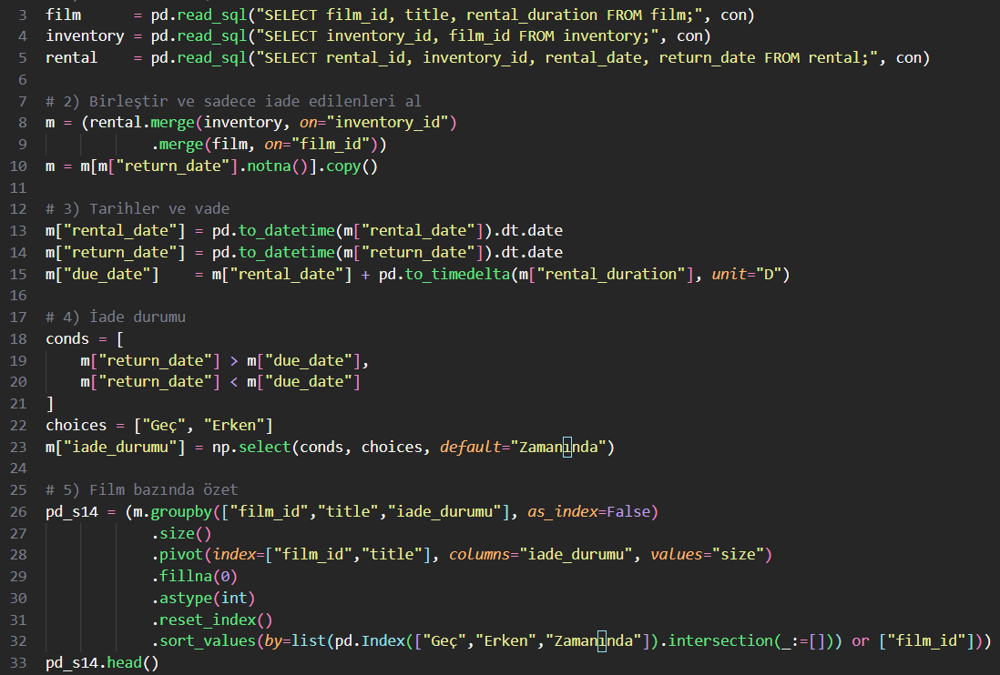 3 film      = pd.read_sql("SELECT film_id, title, rental_duration FROM film;", con)
4 inventory = pd.read_sql("SELECT inventory_id, film_id FROM inventory;", con)
5 rental    = pd.read_sql("SELECT rental_id, inventory_id, rental_date, return_date FROM rental;", con)
6
7 # 2) Birleştir ve sadece iade edilenleri al
8 m = (rental.merge(inventory, on="inventory_id")
9             .merge(film, on="film_id"))
10 m = m[m["return_date"].notna()].copy()
11
12 # 3) Tarihler ve vade
13 m["rental_date"] = pd.to_datetime(m["rental_date"]).dt.date
14 m["return_date"] = pd.to_datetime(m["return_date"]).dt.date
15 m["due_date"]    = m["rental_date"] + pd.to_timedelta(m["rental_duration"], unit="D")
16
17 # 4) İade durumu
18 conds = [
19     m["return_date"] > m["due_date"],
20     m["return_date"] < m["due_date"]
21 ]
22 choices = ["Geç", "Erken"]
23 m["iade_durumu"] = np.select(conds, choices, default="Zamanında")
24
25 # 5) Film bazında özet
26 pd_s14 = (m.groupby(["film_id","title","iade_durumu"], as_index=False)
27             .size()
28             .pivot(index=["film_id","title"], columns="iade_durumu", values="size")
29             .fillna(0)
30             .astype(int)
31             .reset_index()
32             .sort_values(by=list(pd.Index(["Geç","Erken","Zamanında"]).intersection(_:=[])) or ["film_id"]))
33 pd_s14.head()